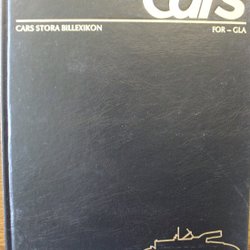 cars
CARS STORA BILLEXIKON
FOR – GLA